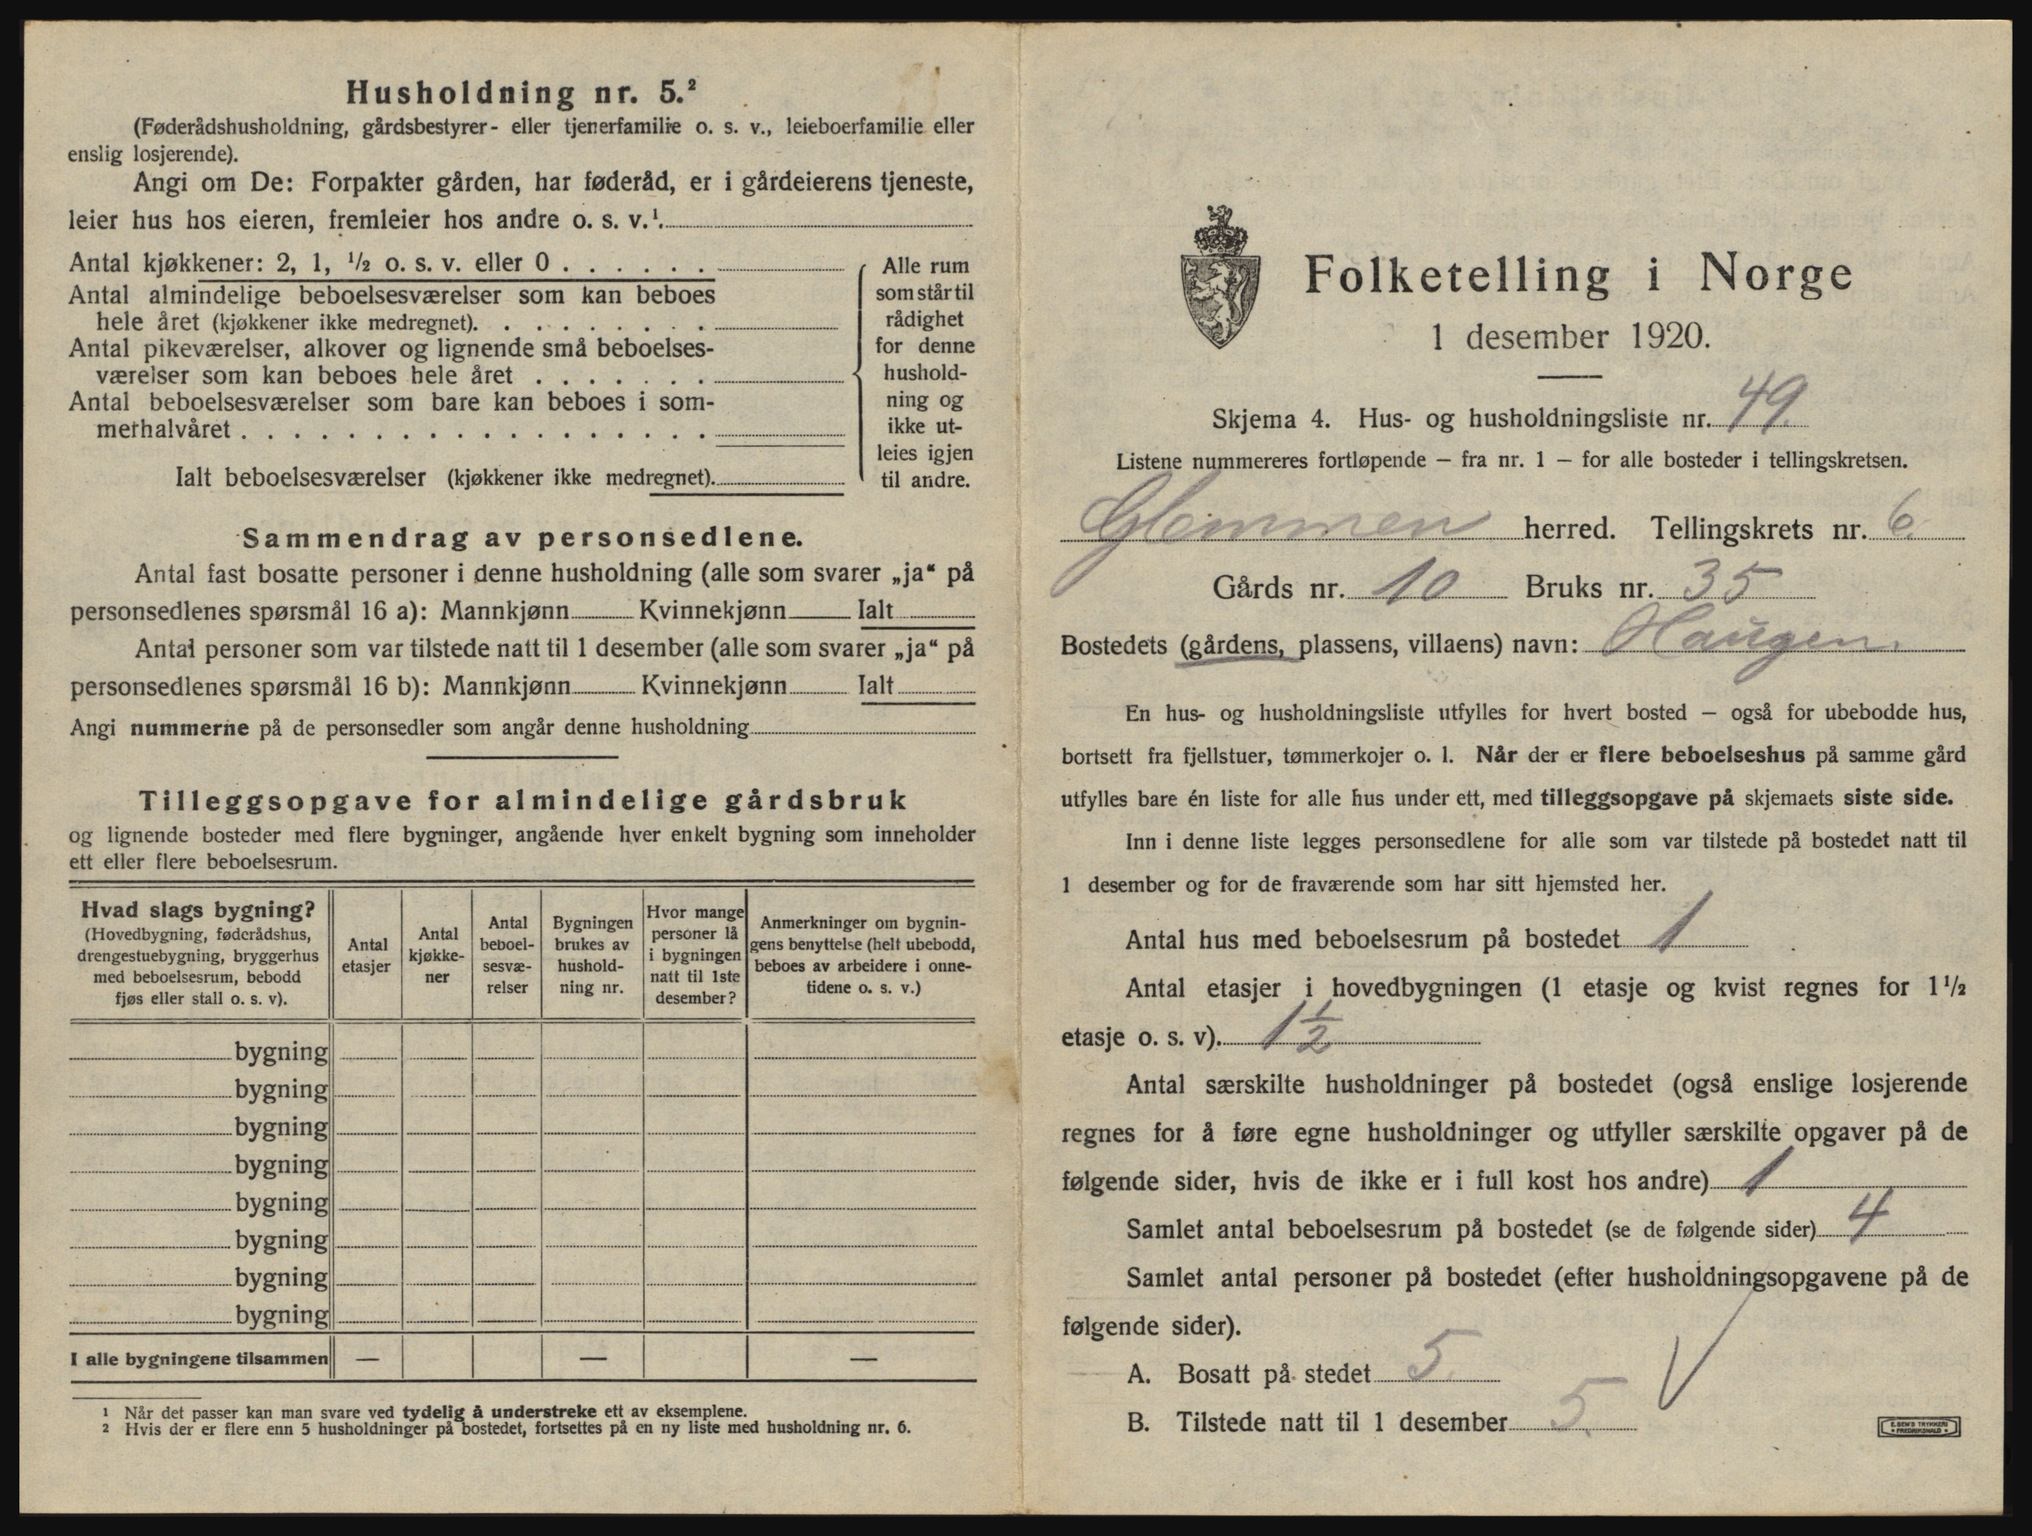 Husholdning nr. 5.²
(Føderådshusholdning, gårdsbestyrer- eller tjenerfamilie o. s. v., leieboerfamilie eller
enslig losjerende).
Angi om De: Forpakter gården, har føderåd, er i gårdeierens tjeneste,
leier hus hos eieren, fremleier hos andre o. s. v.¹.
Antal kjøkkener: 2, 1, ½ o. s. v. eller 0 . . . . . .
Antal almindelige beboelsesværelser som kan beboes
hele året (kjøkkener ikke medregnet). . . . . . . . .
Antal pikeværelser, alkover og lignende små beboelses-
værelser som kan beboes hele året . . . . . . .
Antal beboelsesværelser som bare kan beboes i som-
merhalvåret . . . . . . . . . . . . . . . . . .
Ialt beboelsesværelser (kjøkkener ikke medregnet).
Alle rum
som står til
rådighet
for denne
hushold-
ning og
ikke ut-
leies igjen
til andre.
Sammendrag av personsedlene.
Antal fast bosatte personer i denne husholdning (alle som svarer „ja“ på
personsedlenes spørsmål 16 a): Mannkjønn Kvinnekjønn Ialt
Antal personer som var tilstede natt til 1 desember (alle som svarer „ja“ på
personsedlenes spørsmål 16 b): Mannkjønn Kvinnekjønn Ialt
Angi nummerne på de personsedler som angår denne husholdning
Tilleggsopgave for almindelige gårdsbruk
og lignende bosteder med flere bygninger, angående hver enkelt bygning som inneholder
ett eller flere beboelsesrum.
Hvad slags bygning?
(Hovedbygning, føderådshus,
drengestuebygning, bryggerhus
med beboelsesrum, bebodd
fjøs eller stall o. s. v).
Antal
etasjer
Antal
kjøkke-
ner
Antal
beboel-
sesvæ-
relser
Bygningen
brukes av
hushold-
ning nr.
Hvor mange
personer lå
i bygningen
natt til 1ste
desember?
Anmerkninger om bygnin-
gens benyttelse (helt ubebodd,
beboes av arbeidere i onne-
tidene o. s. v.)
bygning
bygning
bygning
bygning
bygning
bygning
bygning
bygning
I alle bygningene tilsammen — — —
¹ Når det passer kan man svare ved tydelig å understreke ett av eksemplene.
² Hvis der er flere enn 5 husholdninger på bostedet, fortsettes på en ny liste med husholdning nr. 6.
Folketelling i Norge
1 desember 1920.
Skjema 4. Hus- og husholdningsliste nr. 49.
Listene nummereres fortløpende — fra nr. 1 — for alle bosteder i tellingskretsen.
Glemmen herred. Tellingskrets nr. 6.
Gårds nr. 10 Bruks nr. 35
Bostedets (gårdens, plassens, villaens) navn: Haugen.
En hus- og husholdningsliste utfylles for hvert bosted — også for ubebodde hus,
bortsett fra fjellstuer, tømmerkojer o. l. Når der er flere beboelseshus på samme gård
utfylles bare én liste for alle hus under ett, med tilleggsopgave på skjemaets siste side.
Inn i denne liste legges personsedlene for alle som var tilstede på bostedet natt til
1 desember og for de fraværende som har sitt hjemsted her.
Antal hus med beboelsesrum på bostedet 1
Antal etasjer i hovedbygningen (1 etasje og kvist regnes for 1½
etasje o. s. v). 1½
Antal særskilte husholdninger på bostedet (også enslige losjerende
regnes for å føre egne husholdninger og utfyller særskilte opgaver på de
følgende sider, hvis de ikke er i full kost hos andre) 1
Samlet antal beboelsesrum på bostedet (se de følgende sider) 4
Samlet antal personer på bostedet (efter husholdningsopgavene på de
følgende sider).
A. Bosatt på stedet 5.
B. Tilstede natt til 1 desember 5.
E. SEM'S TRYKKERI
• FREDRIKSHALD •